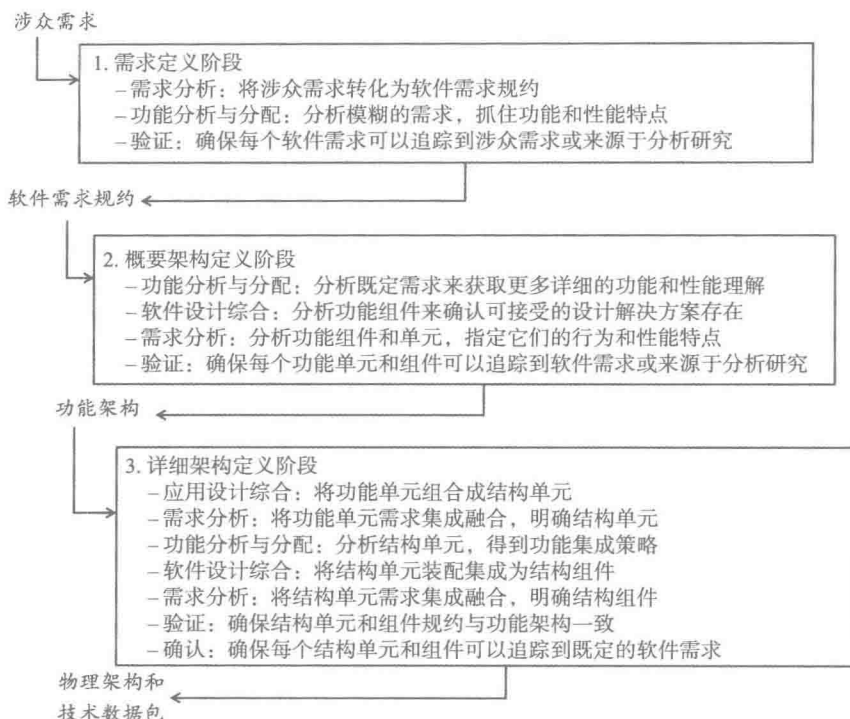 涉众需求
1. 需求定义阶段
–需求分析：将涉众需求转化为软件需求规约
–功能分析与分配：分析模糊的需求，抓住功能和性能特点
–验证：确保每个软件需求可以追踪到涉众需求或来源于分析研究
软件需求规约
2. 概要架构定义阶段
–功能分析与分配：分析既定需求来获取更多详细的功能和性能理解
–软件设计综合：分析功能组件来确认可接受的设计解决方案存在
–需求分析：分析功能组件和单元，指定它们的行为和性能特点
–验证：确保每个功能单元和组件可以追踪到软件需求或来源于分析研究
功能架构
3. 详细架构定义阶段
–应用设计综合：将功能单元组合成结构单元
–需求分析：将功能单元需求集成融合，明确结构单元
–功能分析与分配：分析结构单元，得到功能集成策略
–软件设计综合：将结构单元装配集成为结构组件
–需求分析：将结构单元需求集成融合，明确结构组件
–验证：确保结构单元和组件规约与功能架构一致
–确认：确保每个结构单元和组件可以追踪到既定的软件需求
物理架构和
技术数据包